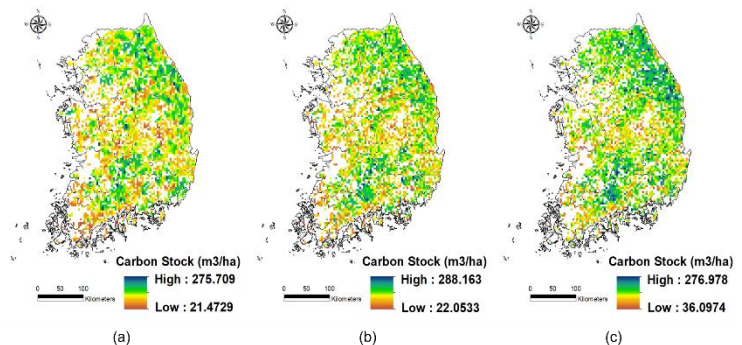 N
W E
S
Carbon Stock (m3/ha)
High : 275.709
Low : 21.4729
0 50 100
Kilometers
(a)
N
W E
S
Carbon Stock (m3/ha)
High : 288.163
Low : 22.0533
0 50 100
Kilometers
(b)
N
W E
S
Carbon Stock (m3/ha)
High : 276.978
Low : 36.0974
0 50 100
Kilometers
(c)